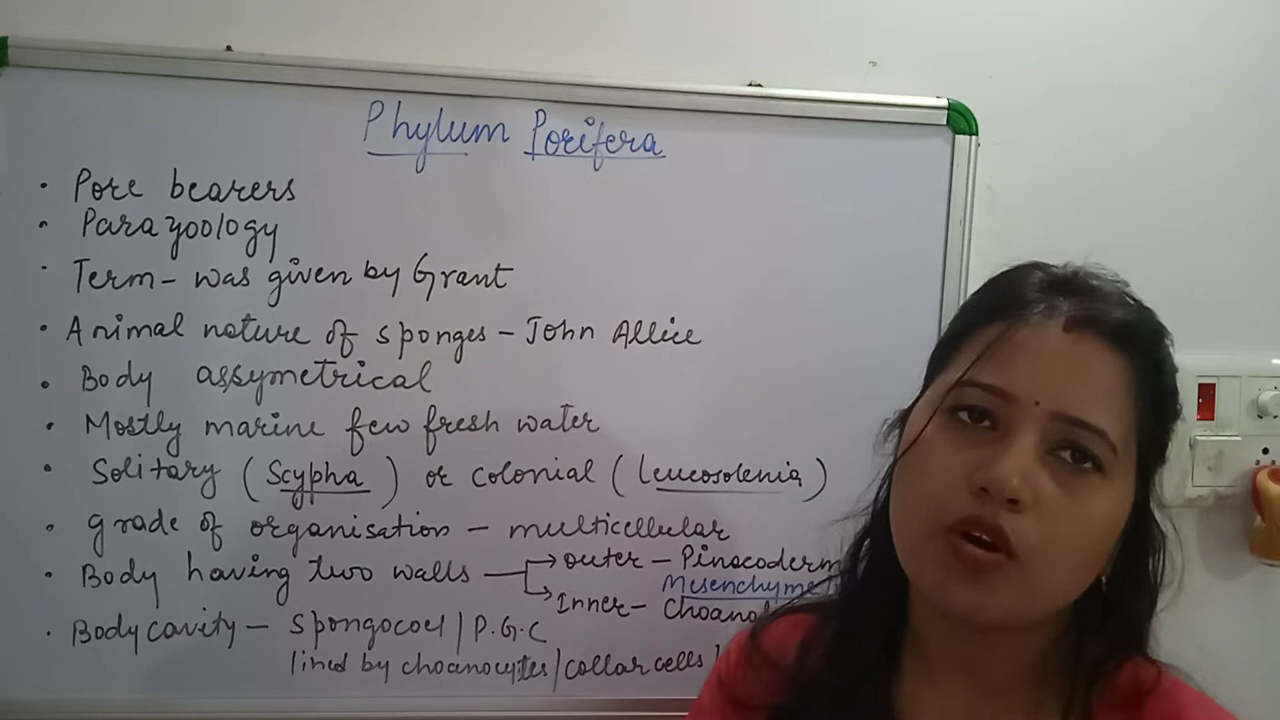 Phylum Porifera
• Pore bearers
• Parazoology
• Term - was given by Grant
• Animal nature of sponges - John Allice
• Body assymetrical
• Mostly marine few fresh water
• Solitary (Scypha) or colonial (Leucosolenia)
• grade of organisation - multicellular
• Body having two walls → outer - Pinacoderm
Mesenchyme
→ Inner - Choano
• Body cavity - Spongocoel / P.G.C
lined by choanocytes / collar cells /